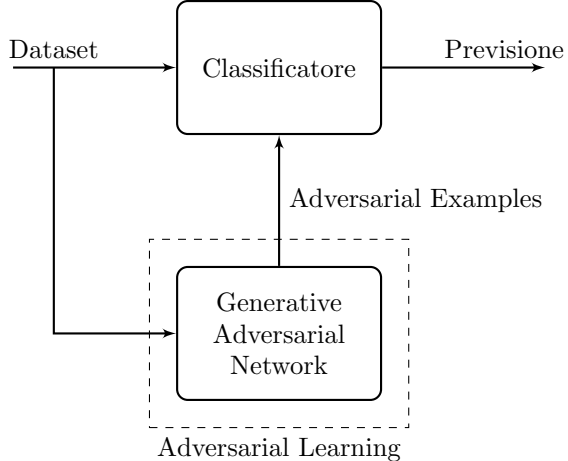 Dataset
Classificatore
Previsione
Adversarial Examples
Generative
Adversarial
Network
Adversarial Learning